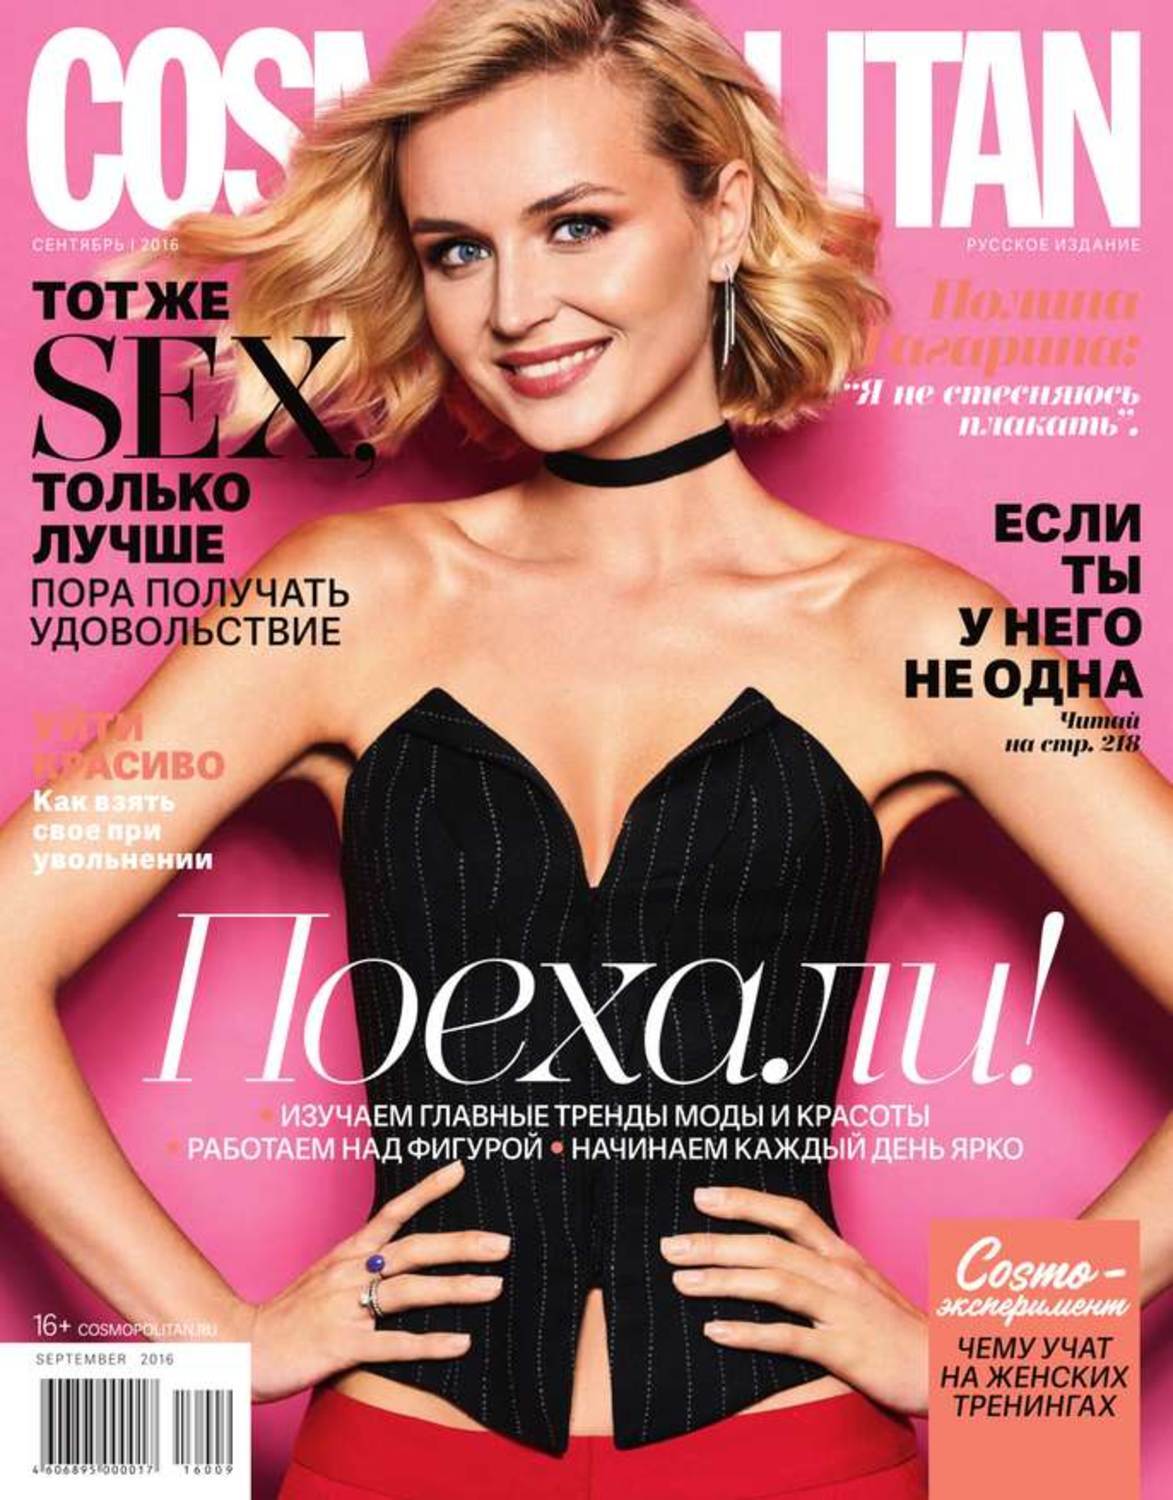 COSMOPOLITAN
СЕНТЯБРЬ | 2016
РУССКОЕ ИЗДАНИЕ
ТОТ ЖЕ
SEX,
ТОЛЬКО
ЛУЧШЕ
ПОРА ПОЛУЧАТЬ
УДОВОЛЬСТВИЕ
Полина
Гагарина:
“Я не стесняюсь
плакать”.
ЕСЛИ
ТЫ
У НЕГО
НЕ ОДНА
Читай
на стр. 218
УЙТИ
КРАСИВО
Как взять
свое при
увольнении
Поехали!
• ИЗУЧАЕМ ГЛАВНЫЕ ТРЕНДЫ МОДЫ И КРАСОТЫ
• РАБОТАЕМ НАД ФИГУРОЙ • НАЧИНАЕМ КАЖДЫЙ ДЕНЬ ЯРКО
Cosmo-
эксперимент
ЧЕМУ УЧАТ
НА ЖЕНСКИХ
ТРЕНИНГАХ
16+ COSMOPOLITAN.RU
SEPTEMBER 2016
4 606895 000017 16009